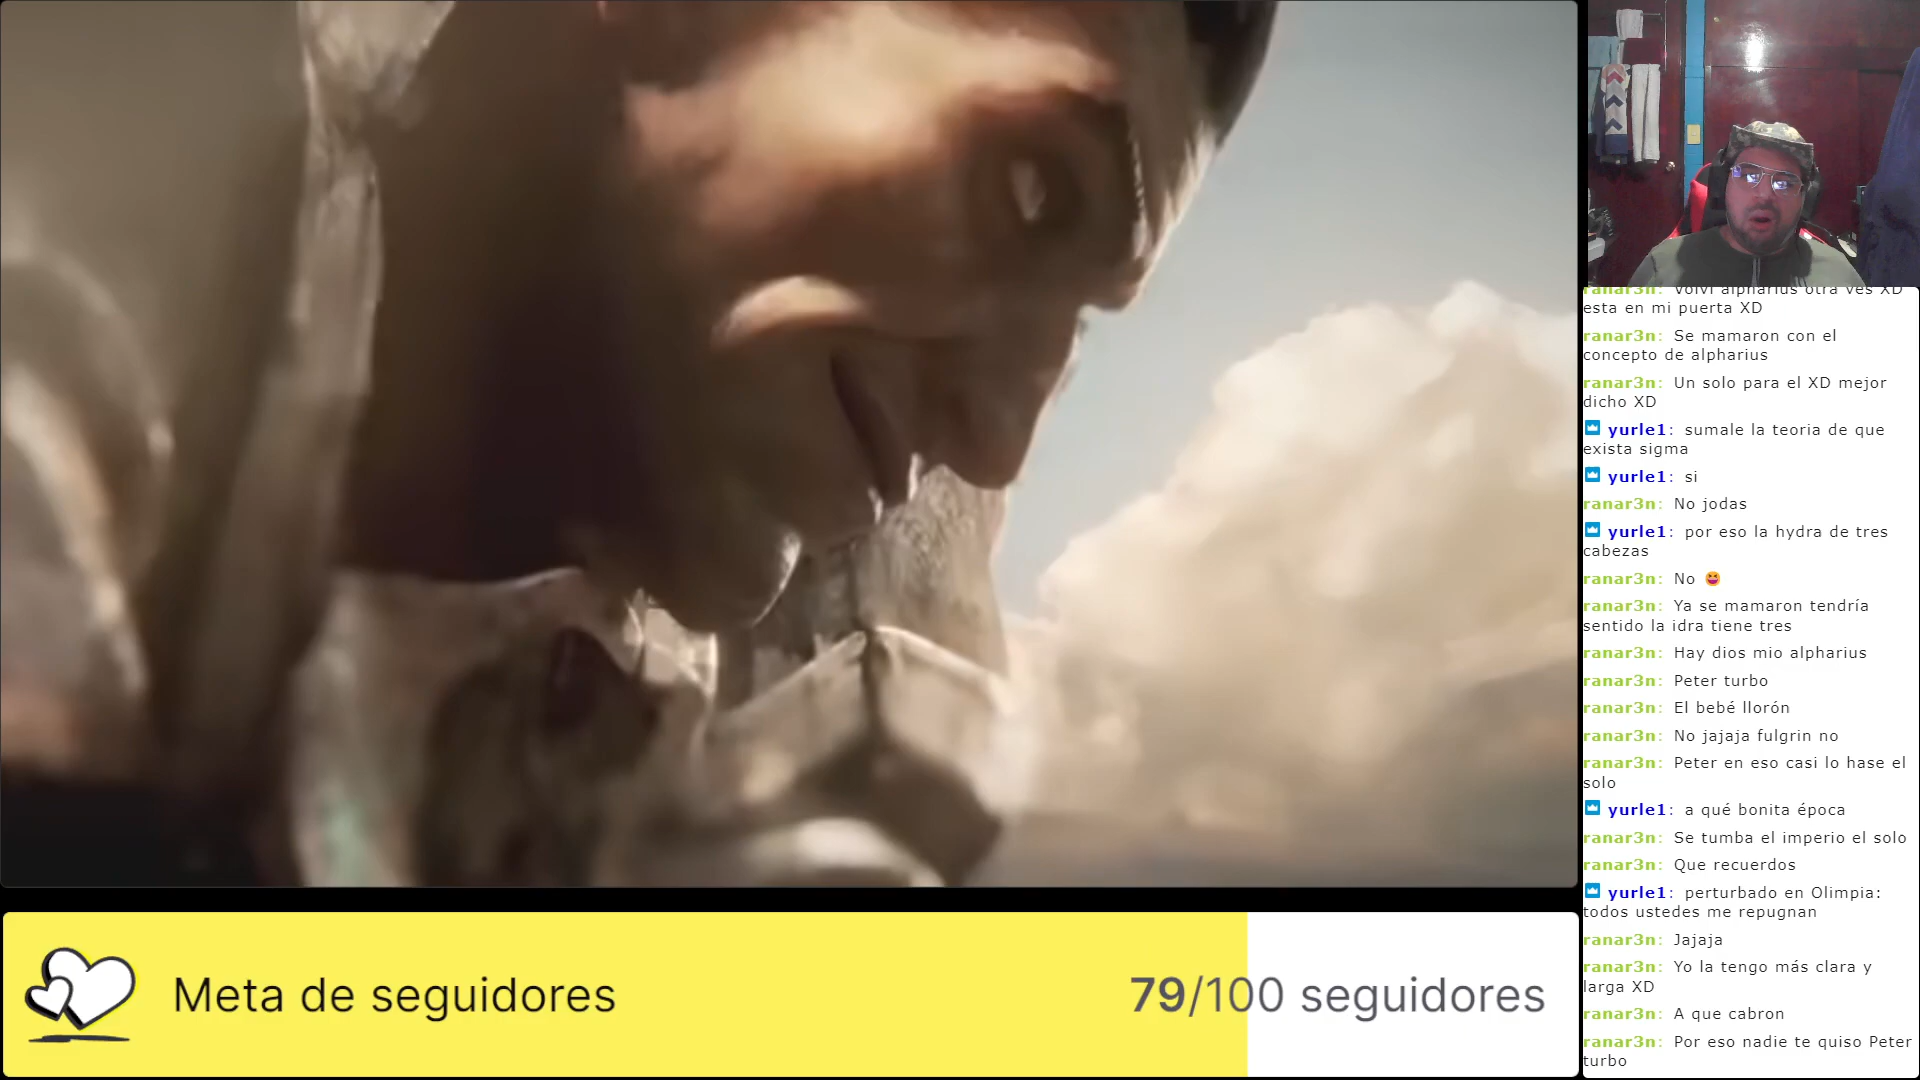 ranar3n: Volvi alpharius otra ves XD
esta en mi puerta XD
ranar3n: Se mamaron con el
concepto de alpharius
ranar3n: Un solo para el XD mejor
dicho XD
yurle1: sumale la teoria de que
exista sigma
yurle1: si
ranar3n: No jodas
yurle1: por eso la hydra de tres
cabezas
ranar3n: No 😆
ranar3n: Ya se mamaron tendría
sentido la idra tiene tres
ranar3n: Hay dios mio alpharius
ranar3n: Peter turbo
ranar3n: El bebé llorón
ranar3n: No jajaja fulgrin no
ranar3n: Peter en eso casi lo hase el
solo
yurle1: a qué bonita época
ranar3n: Se tumba el imperio el solo
ranar3n: Que recuerdos
yurle1: perturbado en Olimpia:
todos ustedes me repugnan
ranar3n: Jajaja
ranar3n: Yo la tengo más clara y
larga XD
ranar3n: A que cabron
ranar3n: Por eso nadie te quiso Peter
turbo
Meta de seguidores 79/100 seguidores